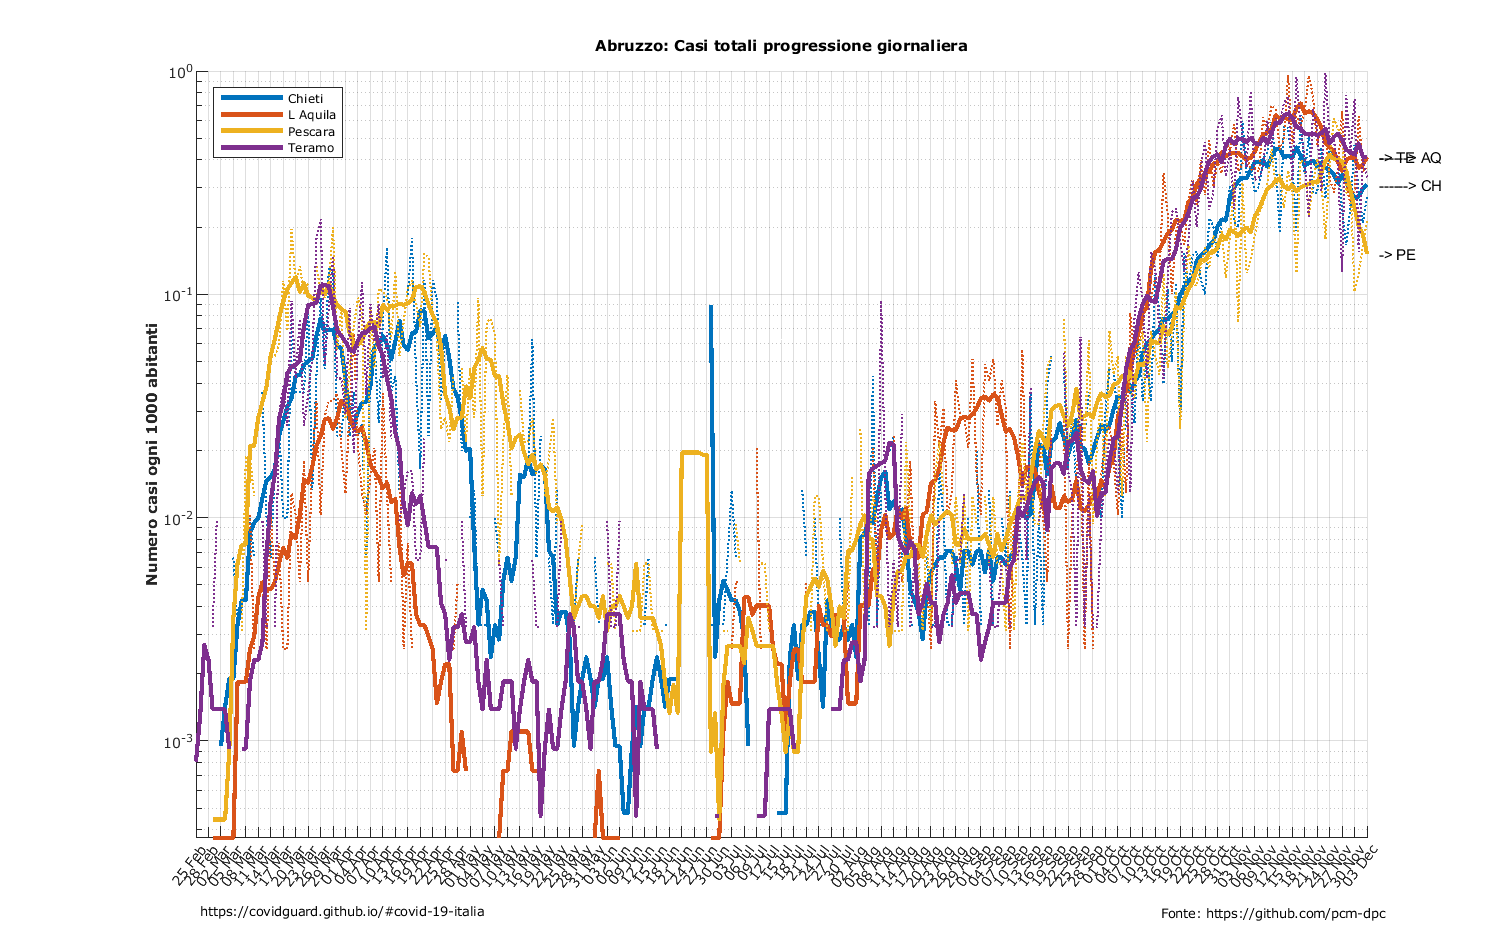 Abruzzo: Casi totali progressione giornaliera
Numero casi ogni 1000 abitanti
10^0
10^-1
10^-2
10^-3
Chieti
L Aquila
Pescara
Teramo
-> TE
------> AQ
------> CH
-> PE
25 Feb
28 Feb
02 Mar
05 Mar
08 Mar
11 Mar
14 Mar
17 Mar
20 Mar
23 Mar
26 Mar
29 Mar
01 Apr
04 Apr
07 Apr
10 Apr
13 Apr
16 Apr
19 Apr
22 Apr
25 Apr
28 Apr
01 May
04 May
07 May
10 May
13 May
16 May
19 May
22 May
25 May
28 May
31 May
03 Jun
06 Jun
09 Jun
12 Jun
15 Jun
18 Jun
21 Jun
24 Jun
27 Jun
30 Jun
03 Jul
06 Jul
09 Jul
12 Jul
15 Jul
18 Jul
21 Jul
24 Jul
27 Jul
30 Jul
02 Aug
05 Aug
08 Aug
11 Aug
14 Aug
17 Aug
20 Aug
23 Aug
26 Aug
29 Aug
01 Sep
04 Sep
07 Sep
10 Sep
13 Sep
16 Sep
19 Sep
22 Sep
25 Sep
28 Sep
01 Oct
04 Oct
07 Oct
10 Oct
13 Oct
16 Oct
19 Oct
22 Oct
25 Oct
28 Oct
31 Oct
03 Nov
06 Nov
09 Nov
12 Nov
15 Nov
18 Nov
21 Nov
24 Nov
27 Nov
30 Nov
03 Dec
https://covidguard.github.io/#covid-19-italia
Fonte: https://github.com/pcm-dpc